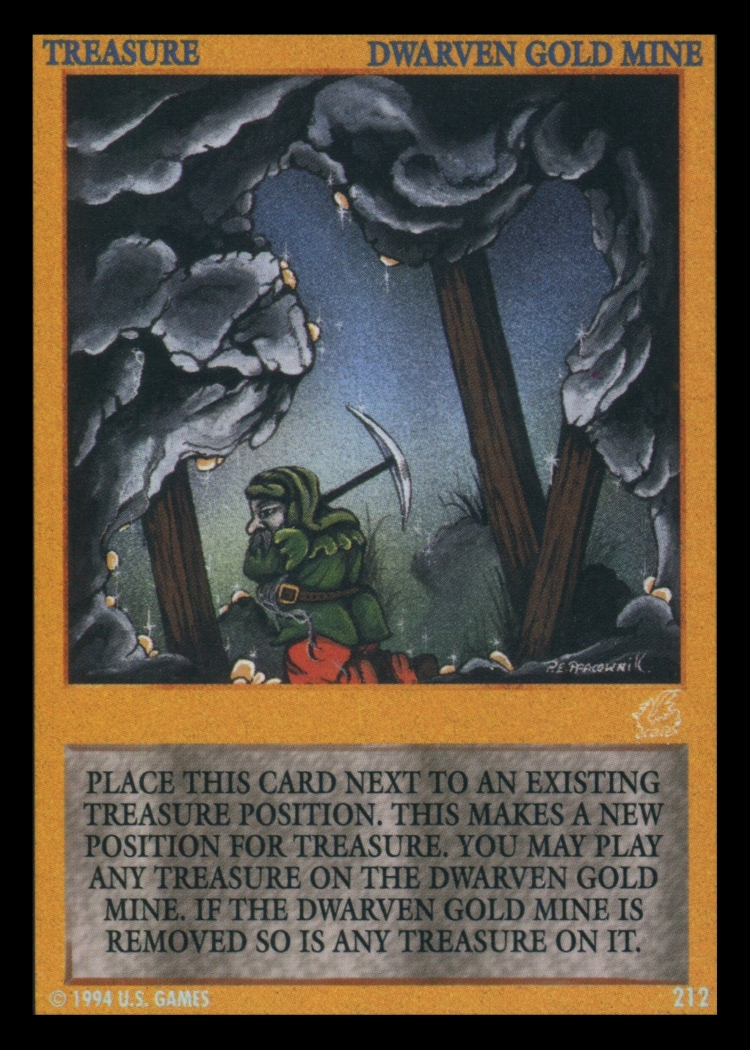 TREASURE DWARVEN GOLD MINE
P.E. PRACOWNIK
PLACE THIS CARD NEXT TO AN EXISTING
TREASURE POSITION. THIS MAKES A NEW
POSITION FOR TREASURE. YOU MAY PLAY
ANY TREASURE ON THE DWARVEN GOLD
MINE. IF THE DWARVEN GOLD MINE IS
REMOVED SO IS ANY TREASURE ON IT.
© 1994 U.S. GAMES 212